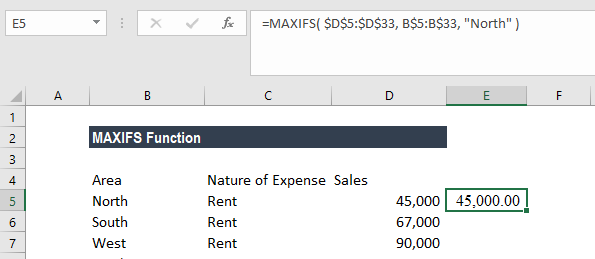 E5 fx =MAXIFS( $D$5:$D$33, B$5:B$33, "North" )
A B C D E F
1
2 MAXIFS Function
3
4 Area Nature of Expense Sales
5 North Rent 45,000 45,000.00
6 South Rent 67,000
7 West Rent 90,000